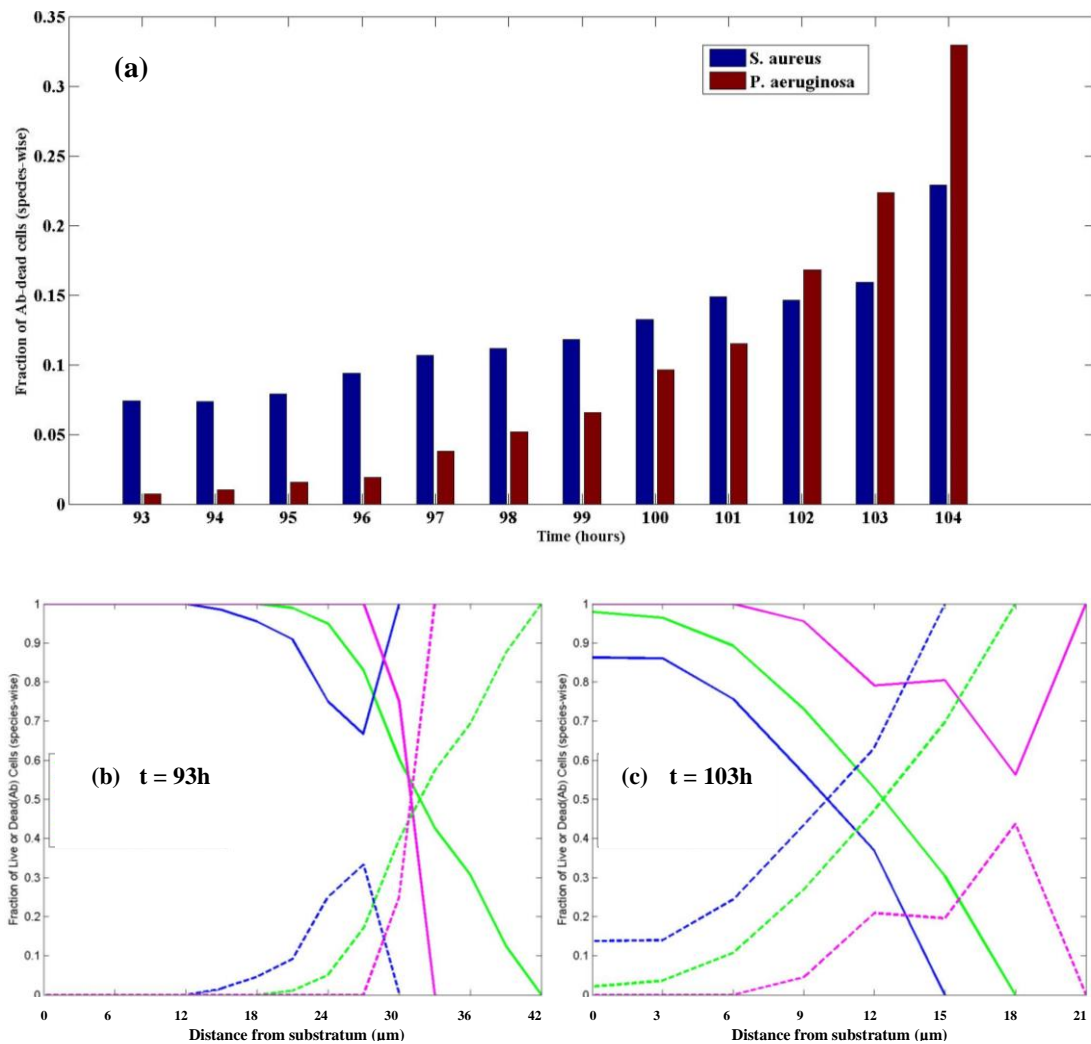 0.35
(a)
S. aureus
P. aeruginosa
0.3
0.25
0.2
0.15
0.1
0.05
0
Fraction of Ab-dead cells (species-wise)
93 94 95 96 97 98 99 100 101 102 103 104
Time (hours)
1
0.9
0.8
0.7
0.6
0.5
0.4
0.3
0.2
0.1
0
Fraction of Live or Dead(Ab) Cells (species-wise)
(b) t = 93h
0 6 12 18 24 30 36 42
Distance from substratum (µm)
1
0.9
0.8
0.7
0.6
0.5
0.4
0.3
0.2
0.1
0
Fraction of Live or Dead(Ab) Cells (species-wise)
(c) t = 103h
0 3 6 9 12 15 18 21
Distance from substratum (µm)